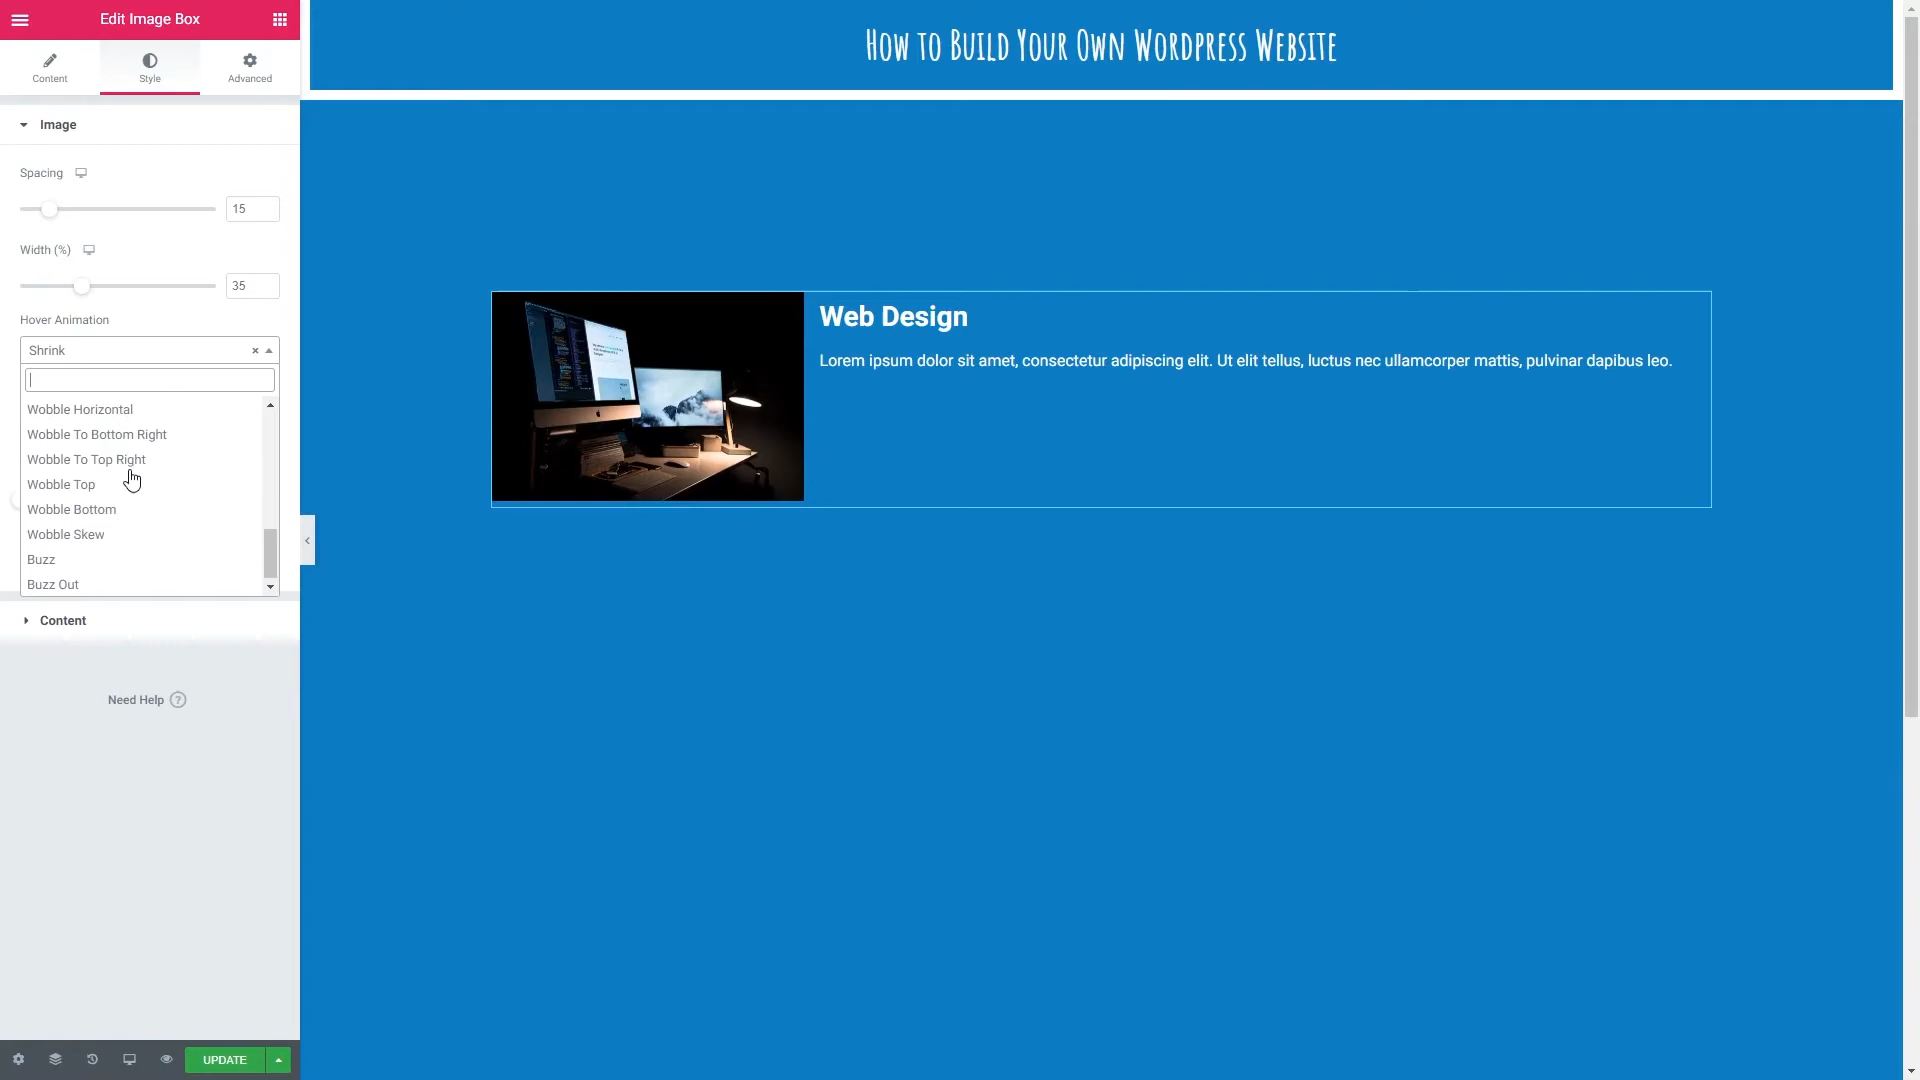 Edit Image Box
Content
Style
Advanced
Image
Spacing
15
Width (%)
35
Hover Animation
Shrink
×
Wobble Horizontal
Wobble To Bottom Right
Wobble To Top Right
Wobble Top
Wobble Bottom
Wobble Skew
Buzz
Buzz Out
Content
Need Help ?
UPDATE
How to Build Your Own Wordpress Website
Web Design
Lorem ipsum dolor sit amet, consectetur adipiscing elit. Ut elit tellus, luctus nec ullamcorper mattis, pulvinar dapibus leo.